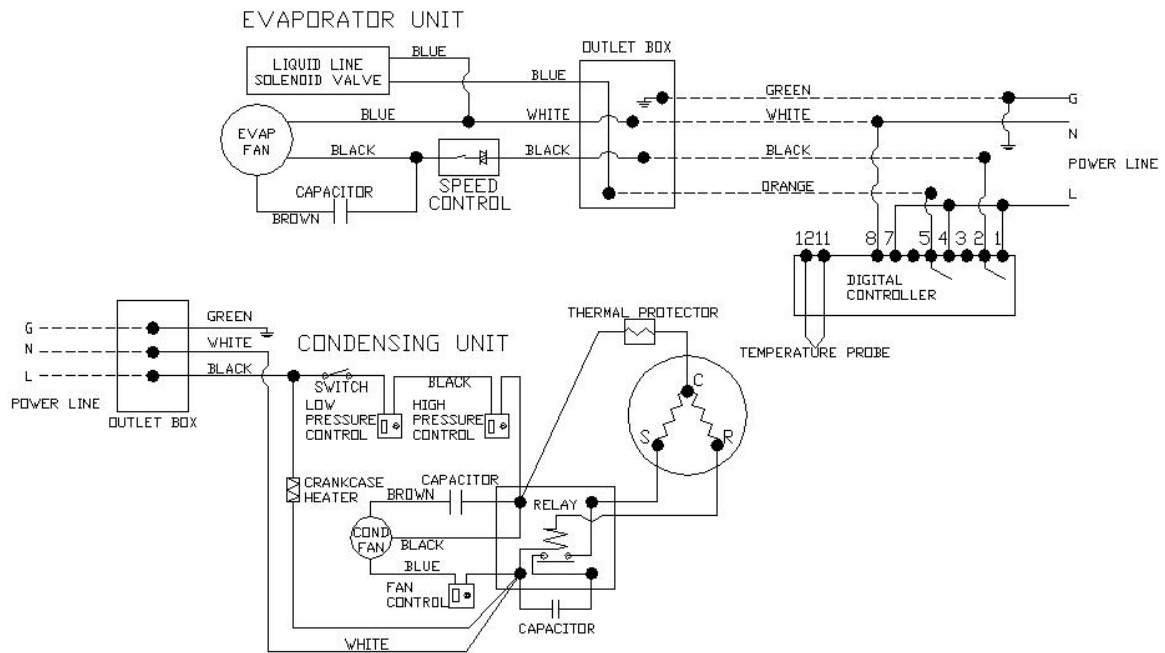 EVAPORATOR UNIT
LIQUID LINE
SOLENOID VALVE
BLUE
BLUE
OUTLET BOX
EVAP
FAN
BLUE
WHITE
BLACK
BLACK
SPEED
CONTROL
CAPACITOR
BROWN
GREEN
WHITE
BLACK
ORANGE
G
N
POWER LINE
L
12 11 8 7 5 4 3 2 1
DIGITAL
CONTROLLER
TEMPERATURE PROBE
CONDENSING UNIT
G
N
L
POWER LINE
OUTLET BOX
GREEN
WHITE
BLACK
SWITCH
BLACK
LOW
PRESSURE
CONTROL
HIGH
PRESSURE
CONTROL
THERMAL PROTECTOR
C
S
R
CRANKCASE
HEATER
CAPACITOR
BROWN
COND
FAN
BLACK
BLUE
FAN
CONTROL
RELAY
CAPACITOR
WHITE